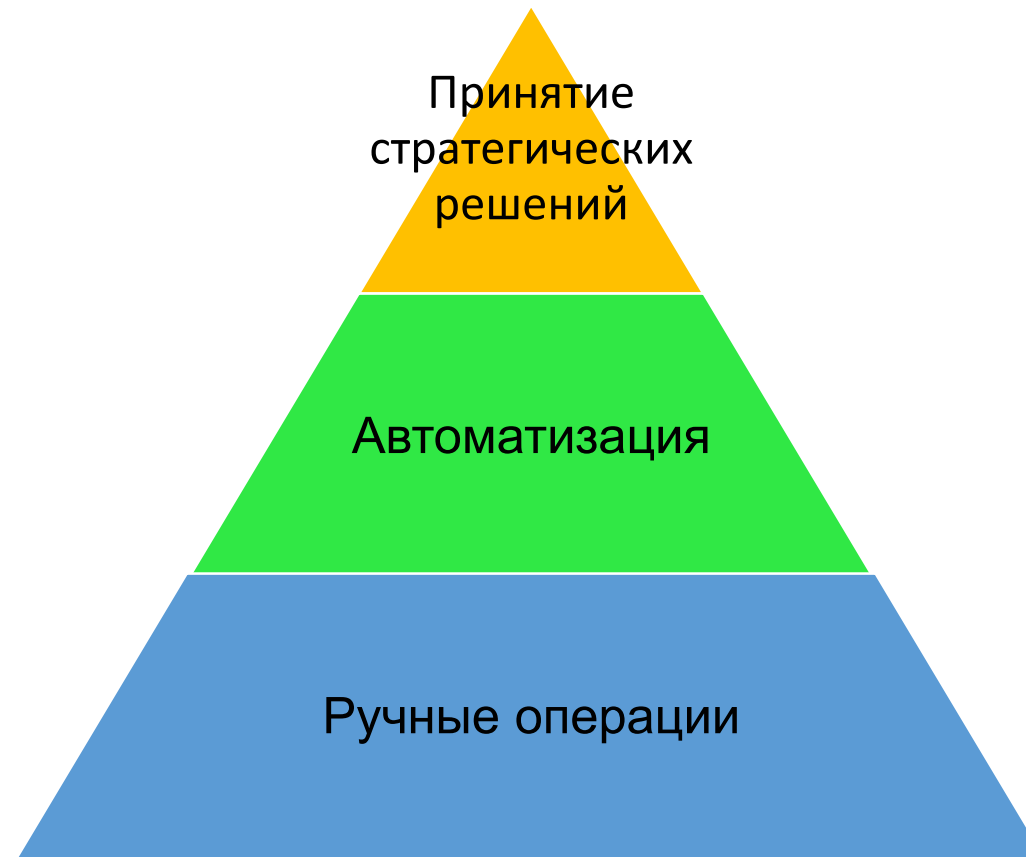 Принятие
стратегических
решений
Автоматизация
Ручные операции